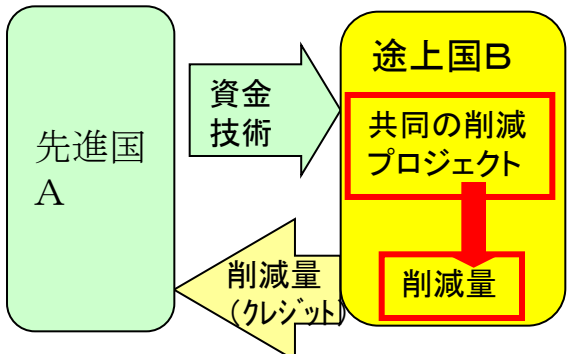 先進国
A
資金
技術
途上国B
共同の削減
プロジェクト
削減量
削減量
(クレジット)